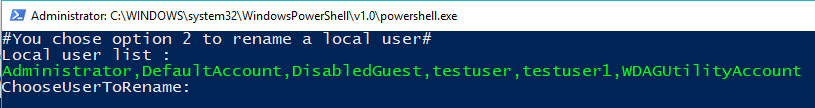 Administrator: C:\WINDOWS\system32\WindowsPowerShell\v1.0\powershell.exe
#You chose option 2 to rename a local user#
Local user list :
Administrator,DefaultAccount,DisabledGuest,testuser,testuser1,WDAGUtilityAccount
ChooseUserToRename: